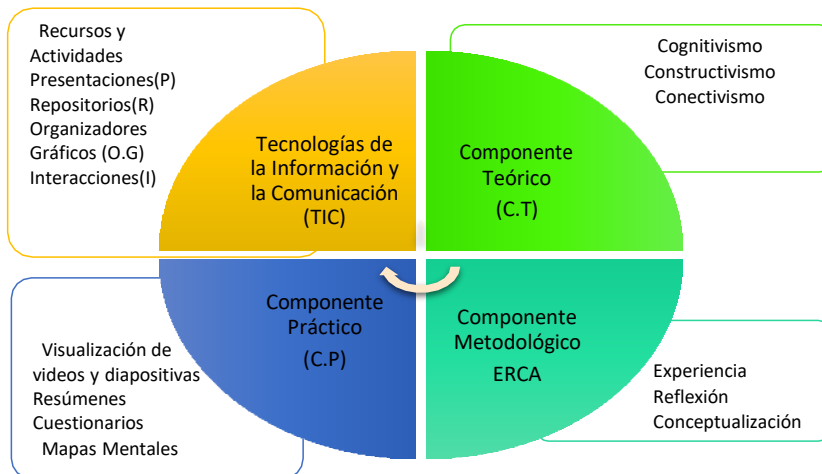 Recursos y
Actividades
Presentaciones(P)
Repositorios(R)
Organizadores
Gráficos (O.G)
Interacciones(I)
Tecnologías de
la Información y
la Comunicación
(TIC)
Cognitivismo
Constructivismo
Conectivismo
Componente
Teórico
(C.T)
Visualización de
videos y diapositivas
Resúmenes
Cuestionarios
Mapas Mentales
Componente
Práctico
(C.P)
Componente
Metodológico
ERCA
Experiencia
Reflexión
Conceptualización